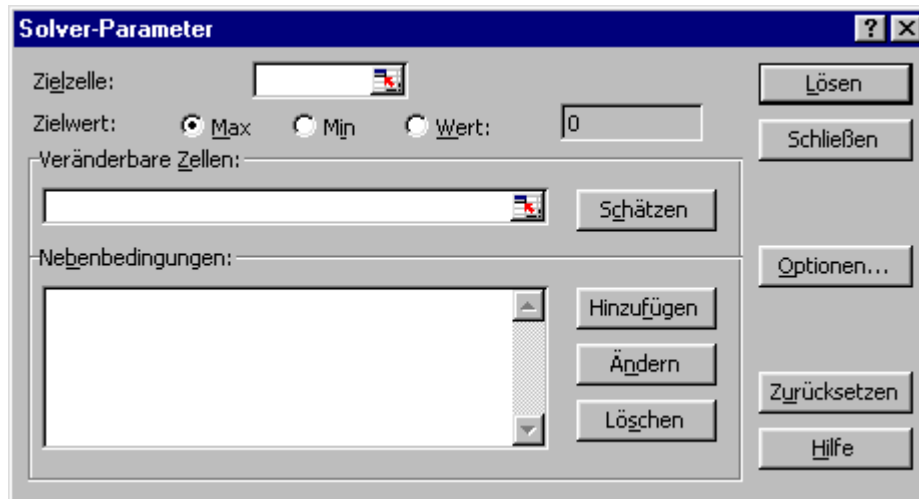 Solver-Parameter
Zielzelle:
Lösen
Zielwert: Max Min Wert: 0
Schließen
Veränderbare Zellen:
Schätzen
Nebenbedingungen:
Optionen...
Hinzufügen
Ändern
Zurücksetzen
Löschen
Hilfe